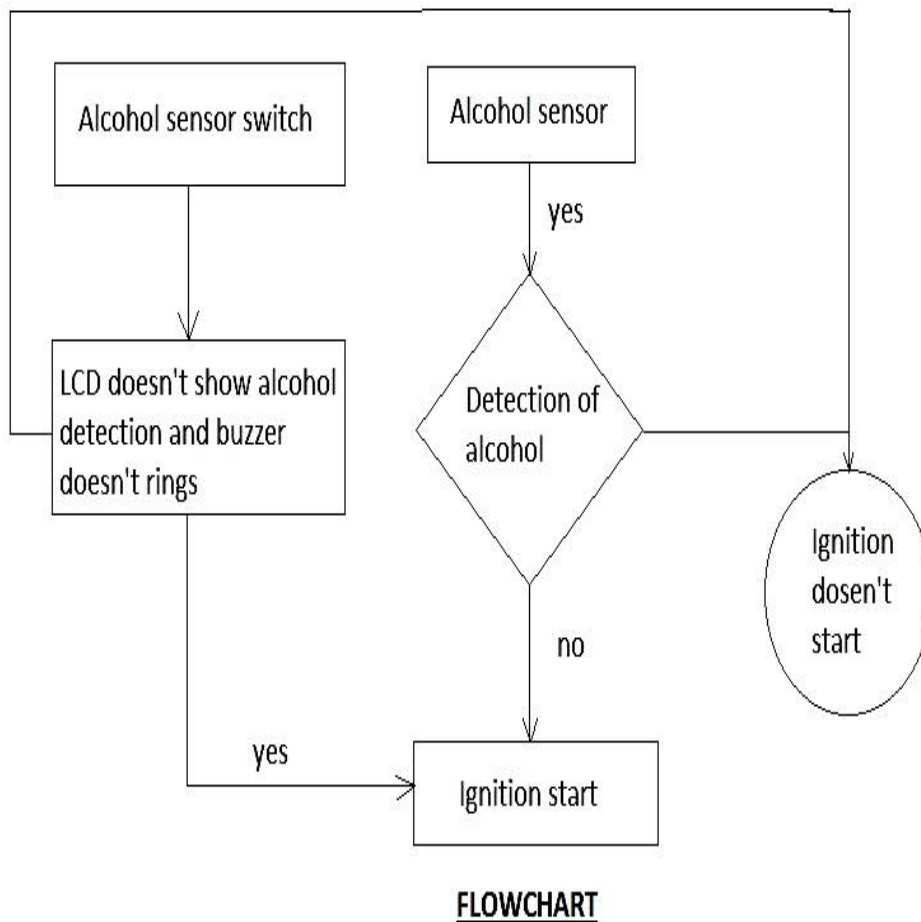 Alcohol sensor switch
Alcohol sensor
yes
LCD doesn't show alcohol
detection and buzzer
doesn't rings
Detection of
alcohol
Ignition
dosen't
start
no
yes
Ignition start
FLOWCHART